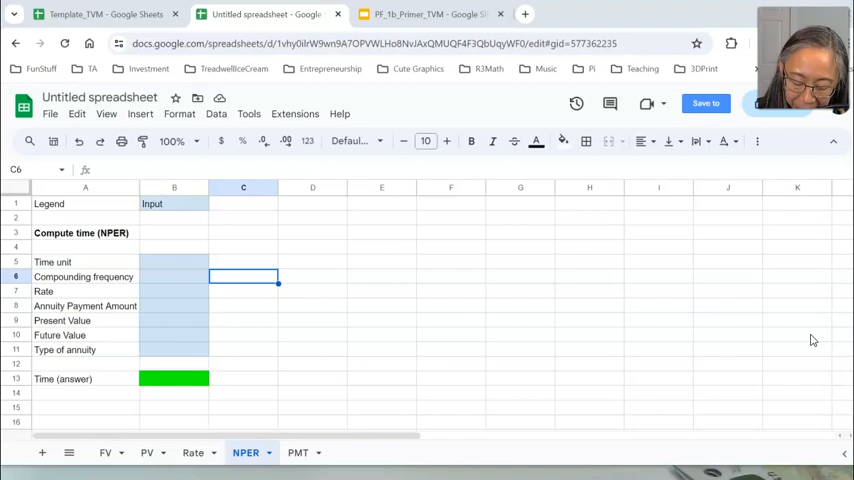 Template_TVM - Google Sheets
Untitled spreadsheet - Google
PF_1b_Primer_TVM - Google Sl
docs.google.com/spreadsheets/d/1vhy0ilrW9wn9A7OPVWLHo8NvJAxQMUQF4F3QbUqyWF0/edit#gid=577362235
FunStuff TA Investment TreadwellIceCream Entrepreneurship Cute Graphics R3Math Music Pi Teaching 3DPrint
Untitled spreadsheet
File Edit View Insert Format Data Tools Extensions Help
Save to
100% $ % .0 .00 123 Defaul... 10 B I S A
C6 fx
A B C D E F G H I J K
1 Legend Input
2
3 Compute time (NPER)
4
5 Time unit
6 Compounding frequency
7 Rate
8 Annuity Payment Amount
9 Present Value
10 Future Value
11 Type of annuity
12
13 Time (answer)
14
15
16
FV PV Rate NPER PMT